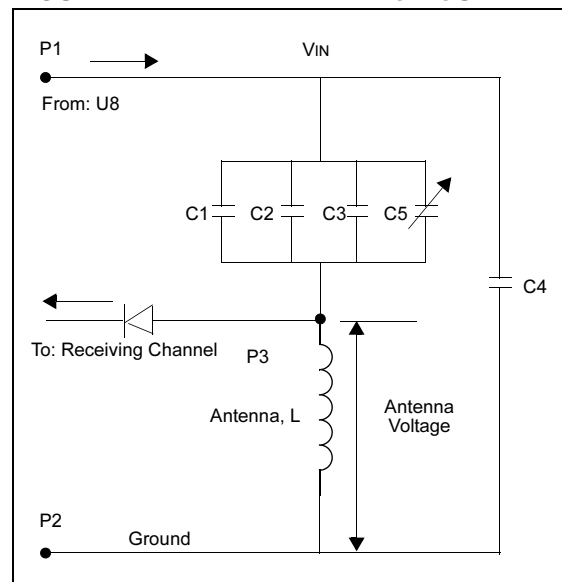 P1
VIN
From: U8
C1
C2
C3
C5
C4
To: Receiving Channel
P3
Antenna, L
Antenna
Voltage
P2
Ground